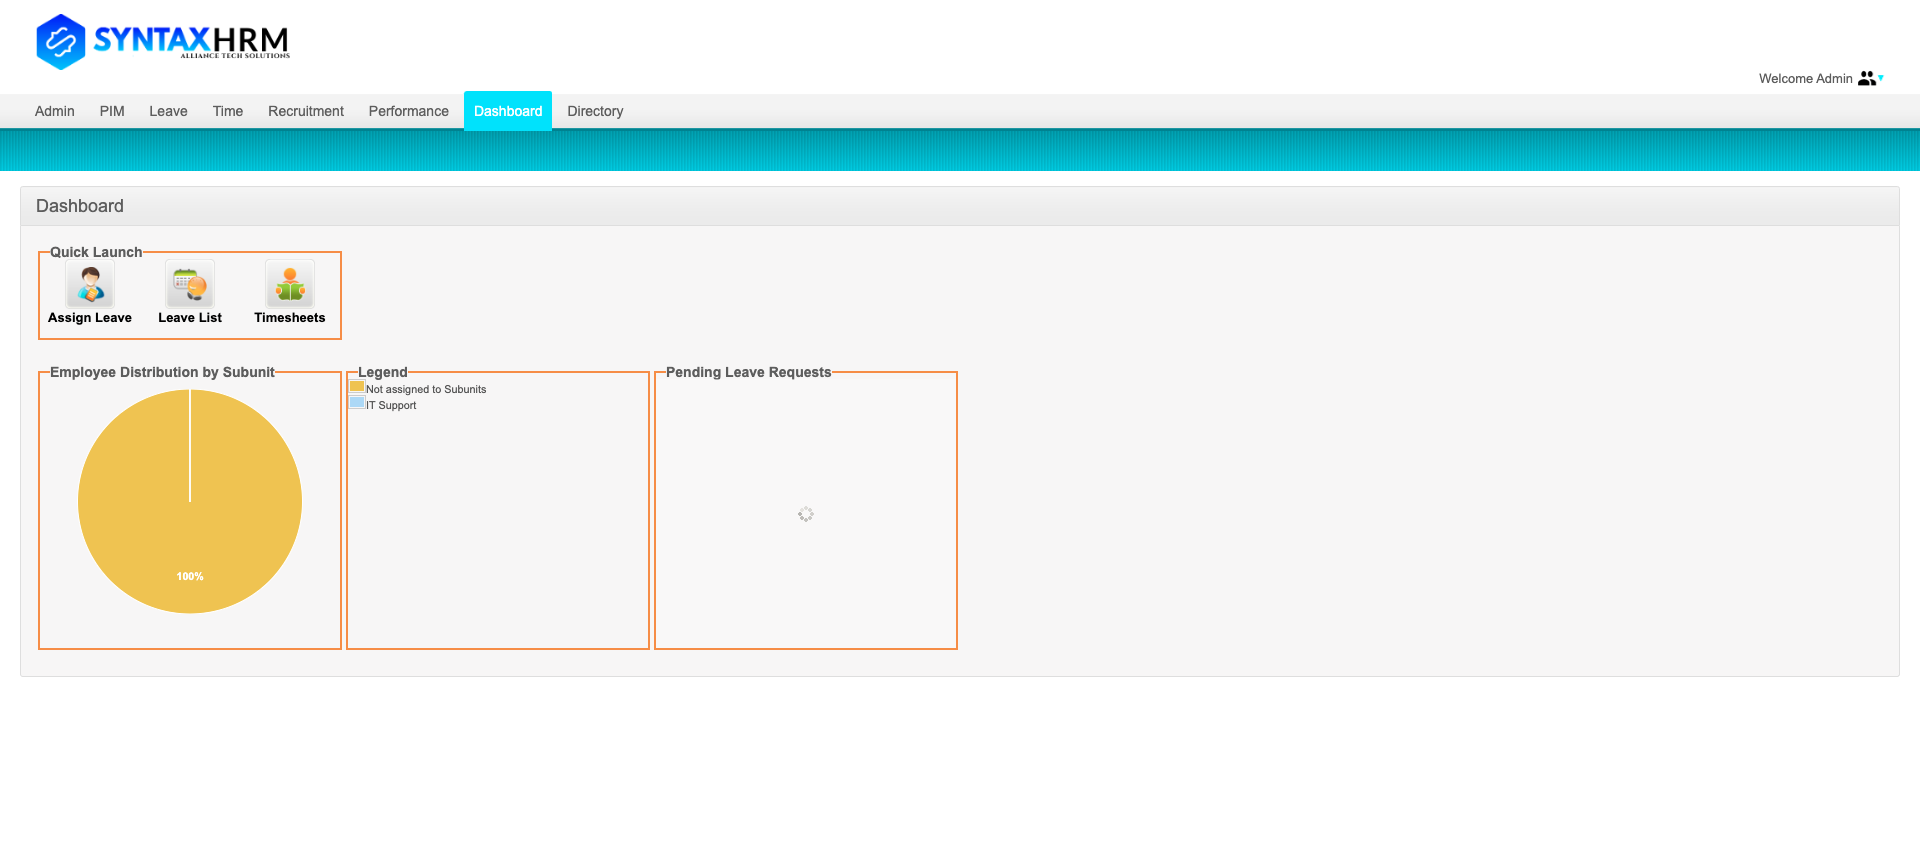 SYNTAXHRM
ALLIANCE TECH SOLUTIONS
Welcome Admin
Admin PIM Leave Time Recruitment Performance Dashboard Directory
Dashboard
Quick Launch
Assign Leave Leave List Timesheets
Employee Distribution by Subunit
100%
Legend
Not assigned to Subunits
IT Support
Pending Leave Requests